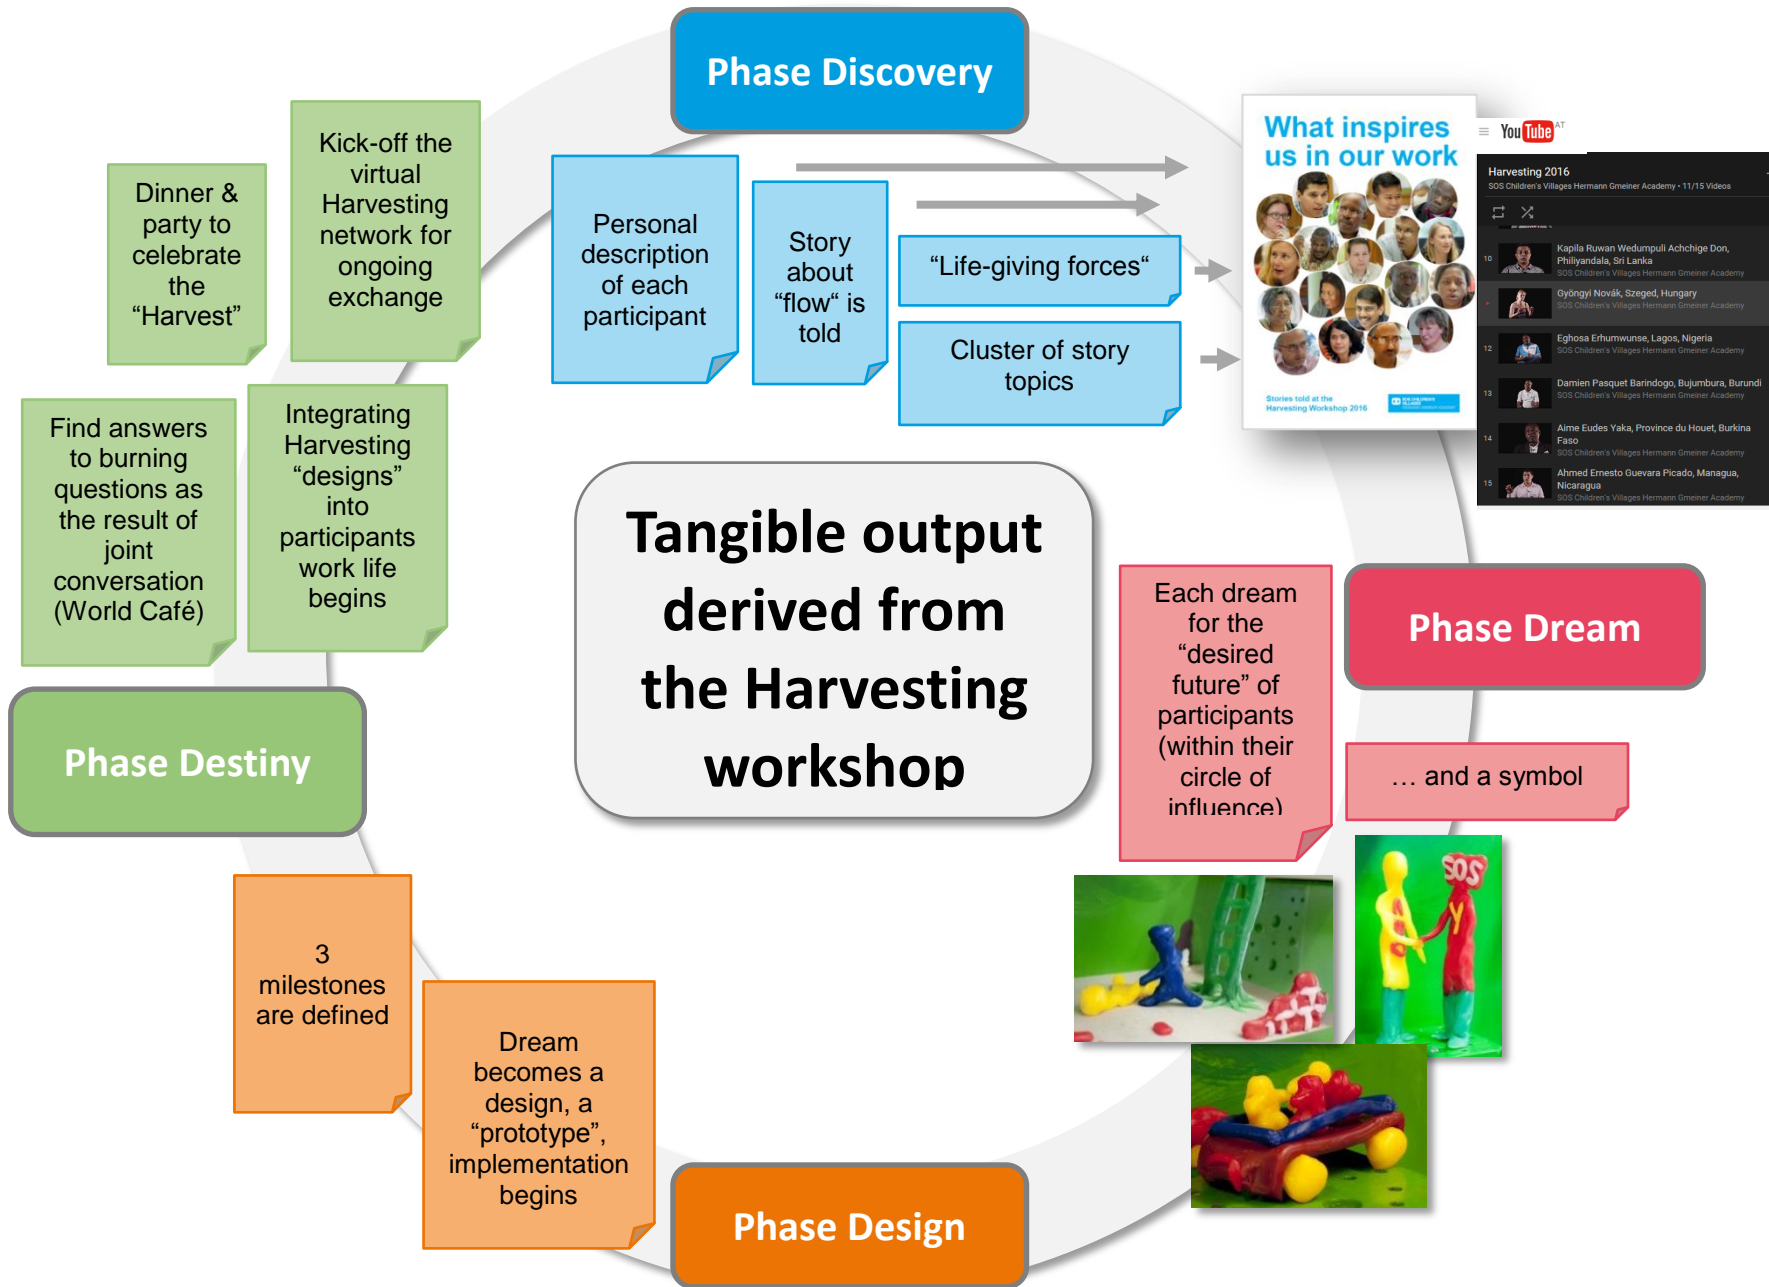 Phase Discovery
Kick-off the
virtual
Harvesting
network for
ongoing
exchange
Dinner &
party to
celebrate
the
“Harvest”
Personal
description
of each
participant
Story
about
“flow“ is
told
“Life-giving forces“
Cluster of story
topics
What inspires
us in our work
Stories told at the
Harvesting Workshop 2016
SOS CHILDREN'S
VILLAGES
YouTube AT
Harvesting 2016
SOS Children's Villages Hermann Gmeiner Academy • 11/15 Videos
10
Kapila Ruwan Wedumpuli Achchige Don,
Philiyandala, Sri Lanka
SOS Children's Villages Hermann Gmeiner Academy
Gyöngyi Novák, Szeged, Hungary
SOS Children's Villages Hermann Gmeiner Academy
12
Eghosa Erhumwunse, Lagos, Nigeria
SOS Children's Villages Hermann Gmeiner Academy
13
Damien Pasquet Barindogo, Bujumbura, Burundi
SOS Children's Villages Hermann Gmeiner Academy
14
Aime Eudes Yaka, Province du Houet, Burkina
Faso
SOS Children's Villages Hermann Gmeiner Academy
15
Ahmed Ernesto Guevara Picado, Managua,
Nicaragua
SOS Children's Villages Hermann Gmeiner Academy
Find answers
to burning
questions as
the result of
joint
conversation
(World Café)
Integrating
Harvesting
“designs”
into
participants
work life
begins
Tangible output
derived from
the Harvesting
workshop
Each dream
for the
“desired
future” of
participants
(within their
circle of
influence)
Phase Dream
… and a symbol
SOS
Y
Phase Destiny
3
milestones
are defined
Dream
becomes a
design, a
“prototype”,
implementation
begins
Phase Design